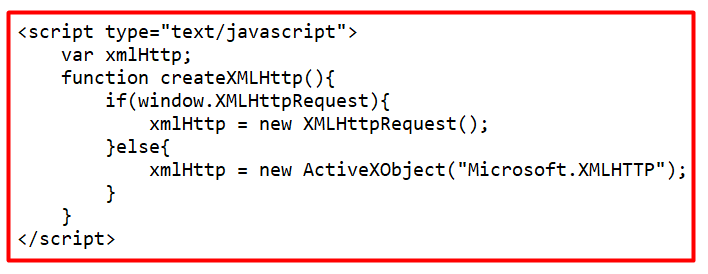 <script type="text/javascript">
    var xmlHttp;
    function createXMLHttp(){
        if(window.XMLHttpRequest){
            xmlHttp = new XMLHttpRequest();
        }else{
            xmlHttp = new ActiveXObject("Microsoft.XMLHTTP");
        }
    }
</script>